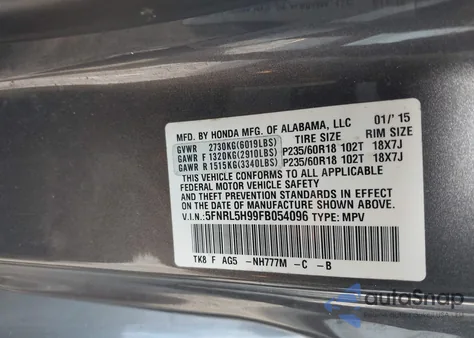 MFD. BY HONDA MFG. OF ALABAMA, LLC 01/'15
GVWR 2730KG(6019LBS) TIRE SIZE RIM SIZE
GAWR F 1320KG(2910LBS) P235/60R18 102T 18X7J
GAWR R 1515KG(3340LBS) P235/60R18 102T 18X7J
THIS VEHICLE CONFORMS TO ALL APPLICABLE
FEDERAL MOTOR VEHICLE SAFETY BUMPER
AND THEFT PREVENTION STANDARDS IN EFFECT
ON THE DATE OF MANUFACTURE SHOWN ABOVE.
V.I.N.: 5FNRL5H99FB054096 TYPE: MPV
TK8 F AG5 -NH777M -C -B
autoSnap